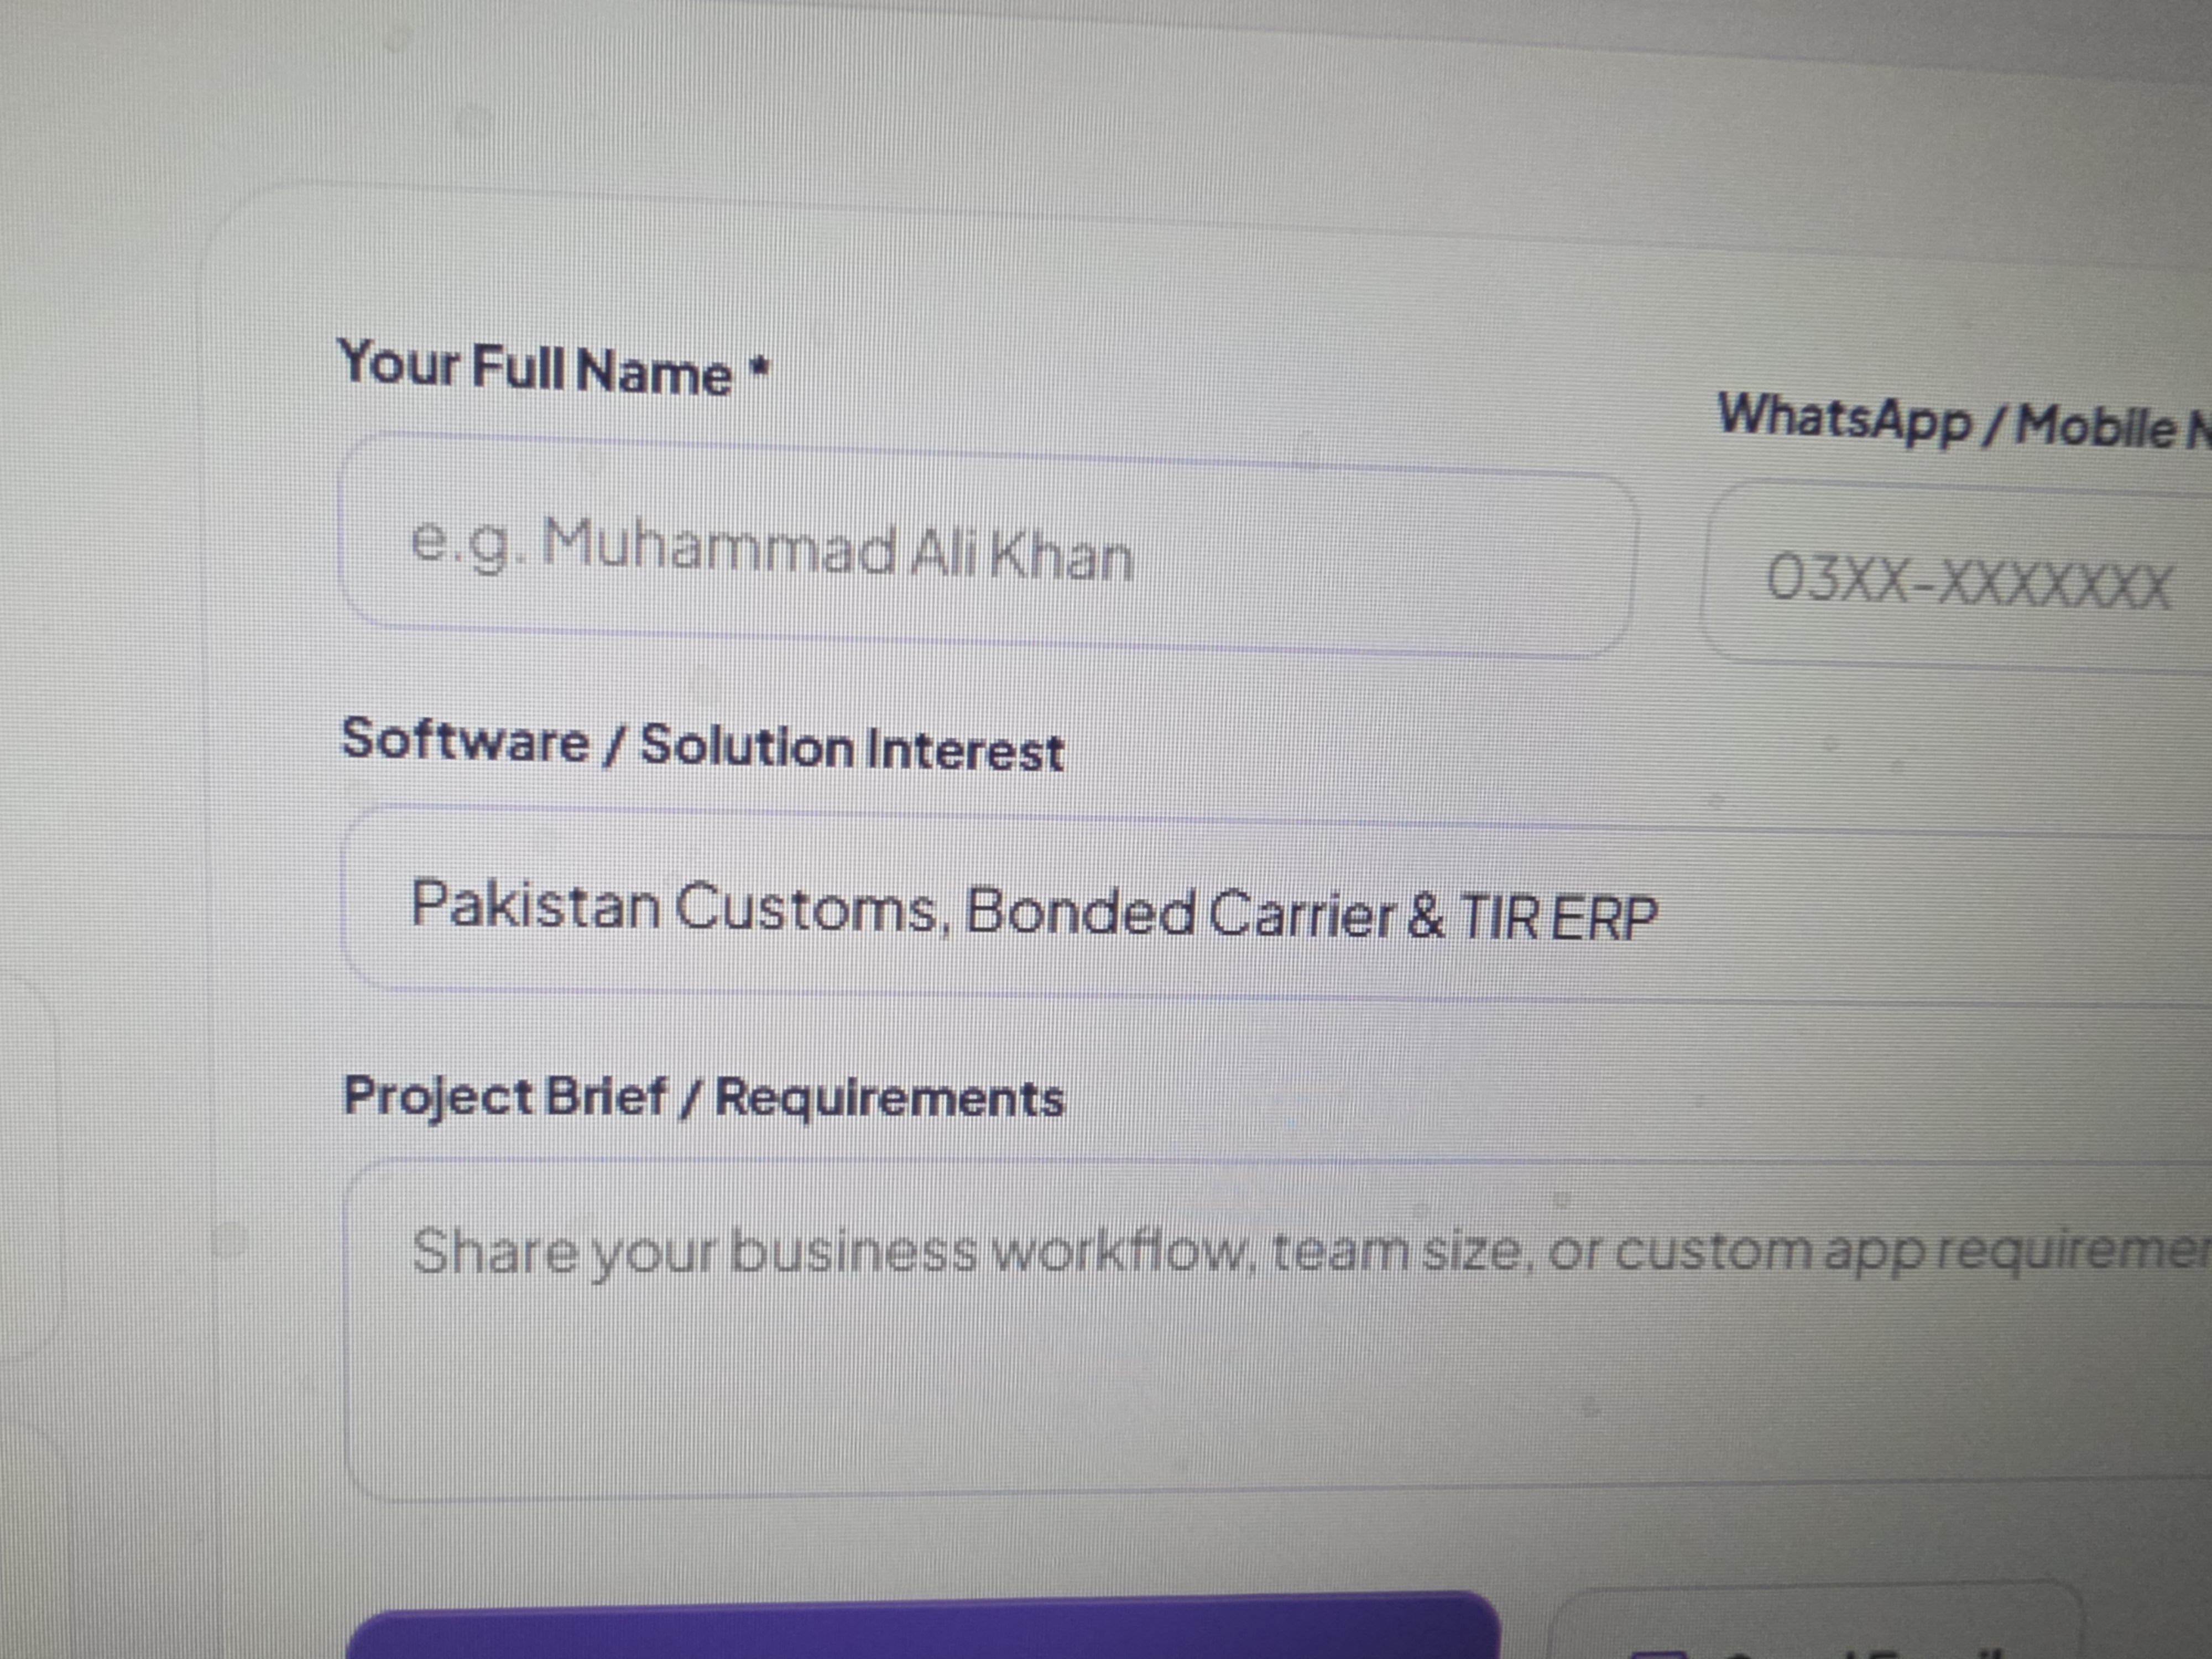 Your Full Name *
WhatsApp / Mobile N
e.g. Muhammad Ali Khan
03XX-XXXXXXX
Software / Solution Interest
Pakistan Customs, Bonded Carrier & TIR ERP
Project Brief / Requirements
Share your business workflow, team size, or custom app requiremen